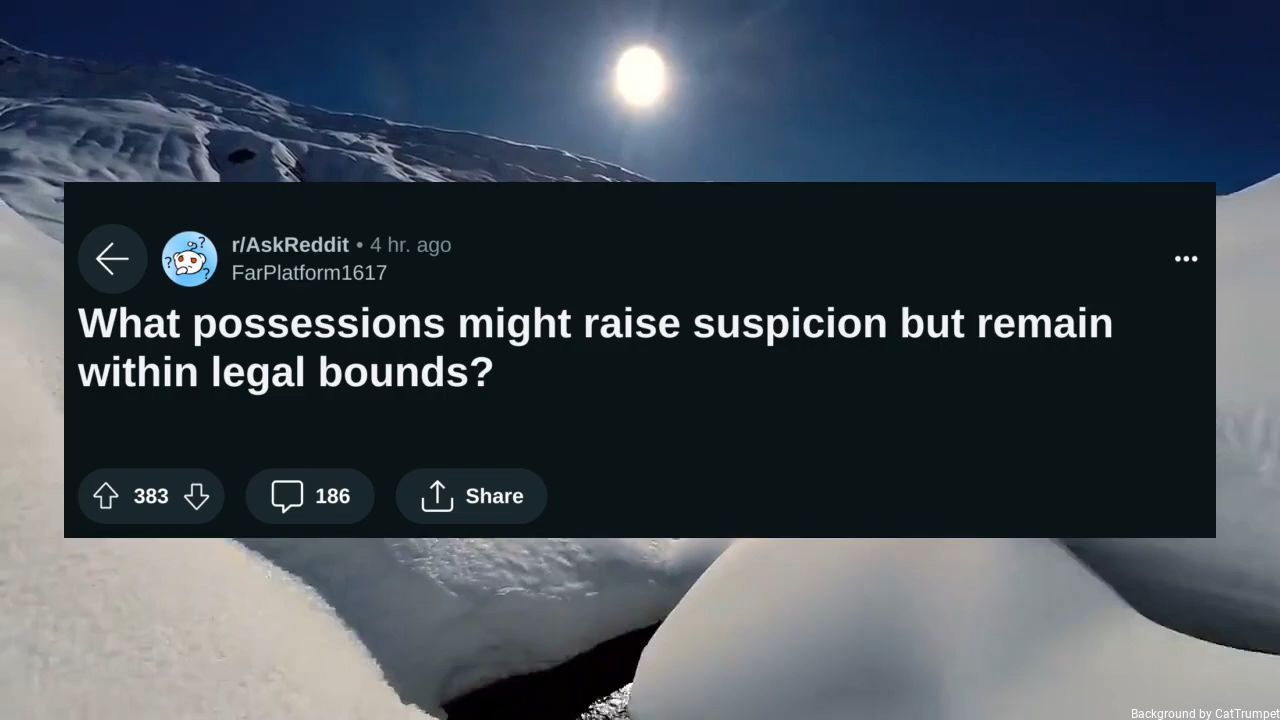 r/AskReddit • 4 hr. ago
FarPlatform1617
What possessions might raise suspicion but remain
within legal bounds?
383
186
Share
Background by CatTrumpet